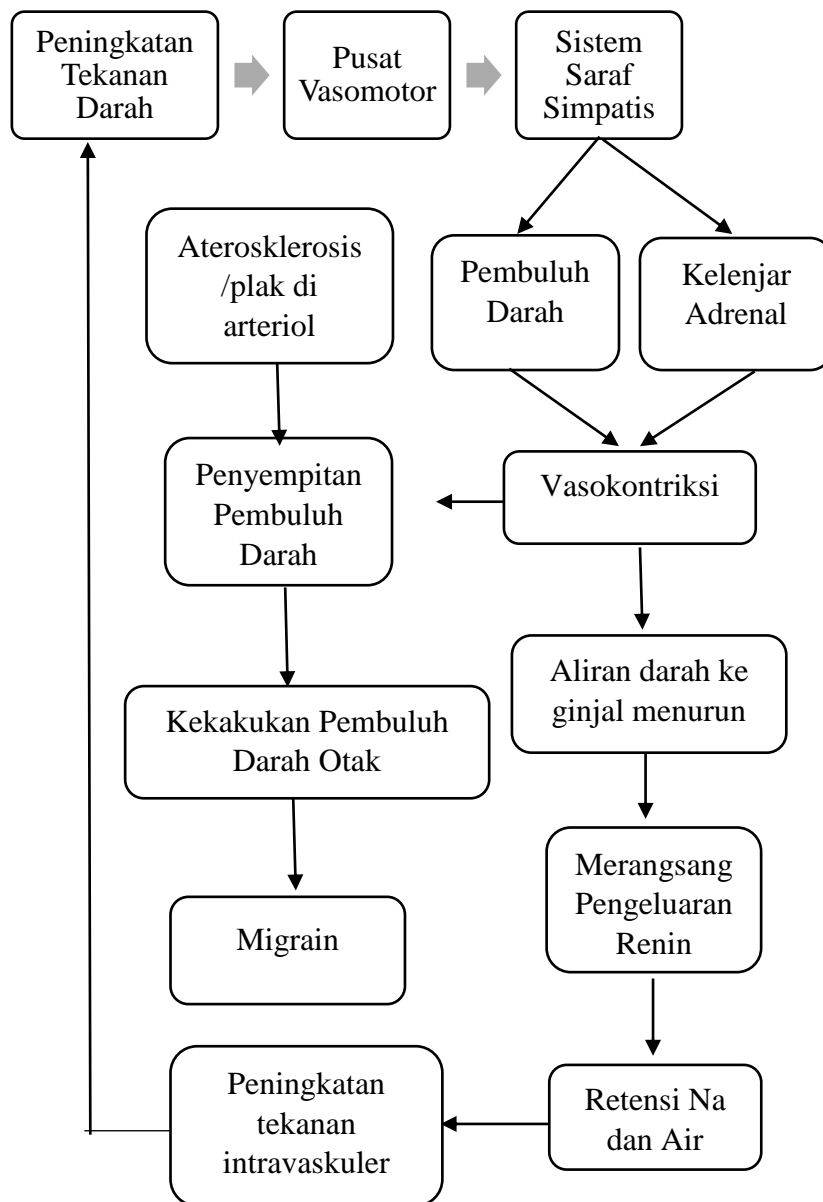 Peningkatan
Tekanan
Darah
Pusat
Vasomotor
Sistem
Saraf
Simpatis
Aterosklerosis
/plak di
arteriol
Pembuluh
Darah
Kelenjar
Adrenal
Penyempitan
Pembuluh
Darah
Vasokontriksi
Aliran darah ke
ginjal menurun
Kekakukan Pembuluh
Darah Otak
Merangsang
Pengeluaran
Renin
Migrain
Peningkatan
tekanan
intravaskuler
Retensi Na
dan Air